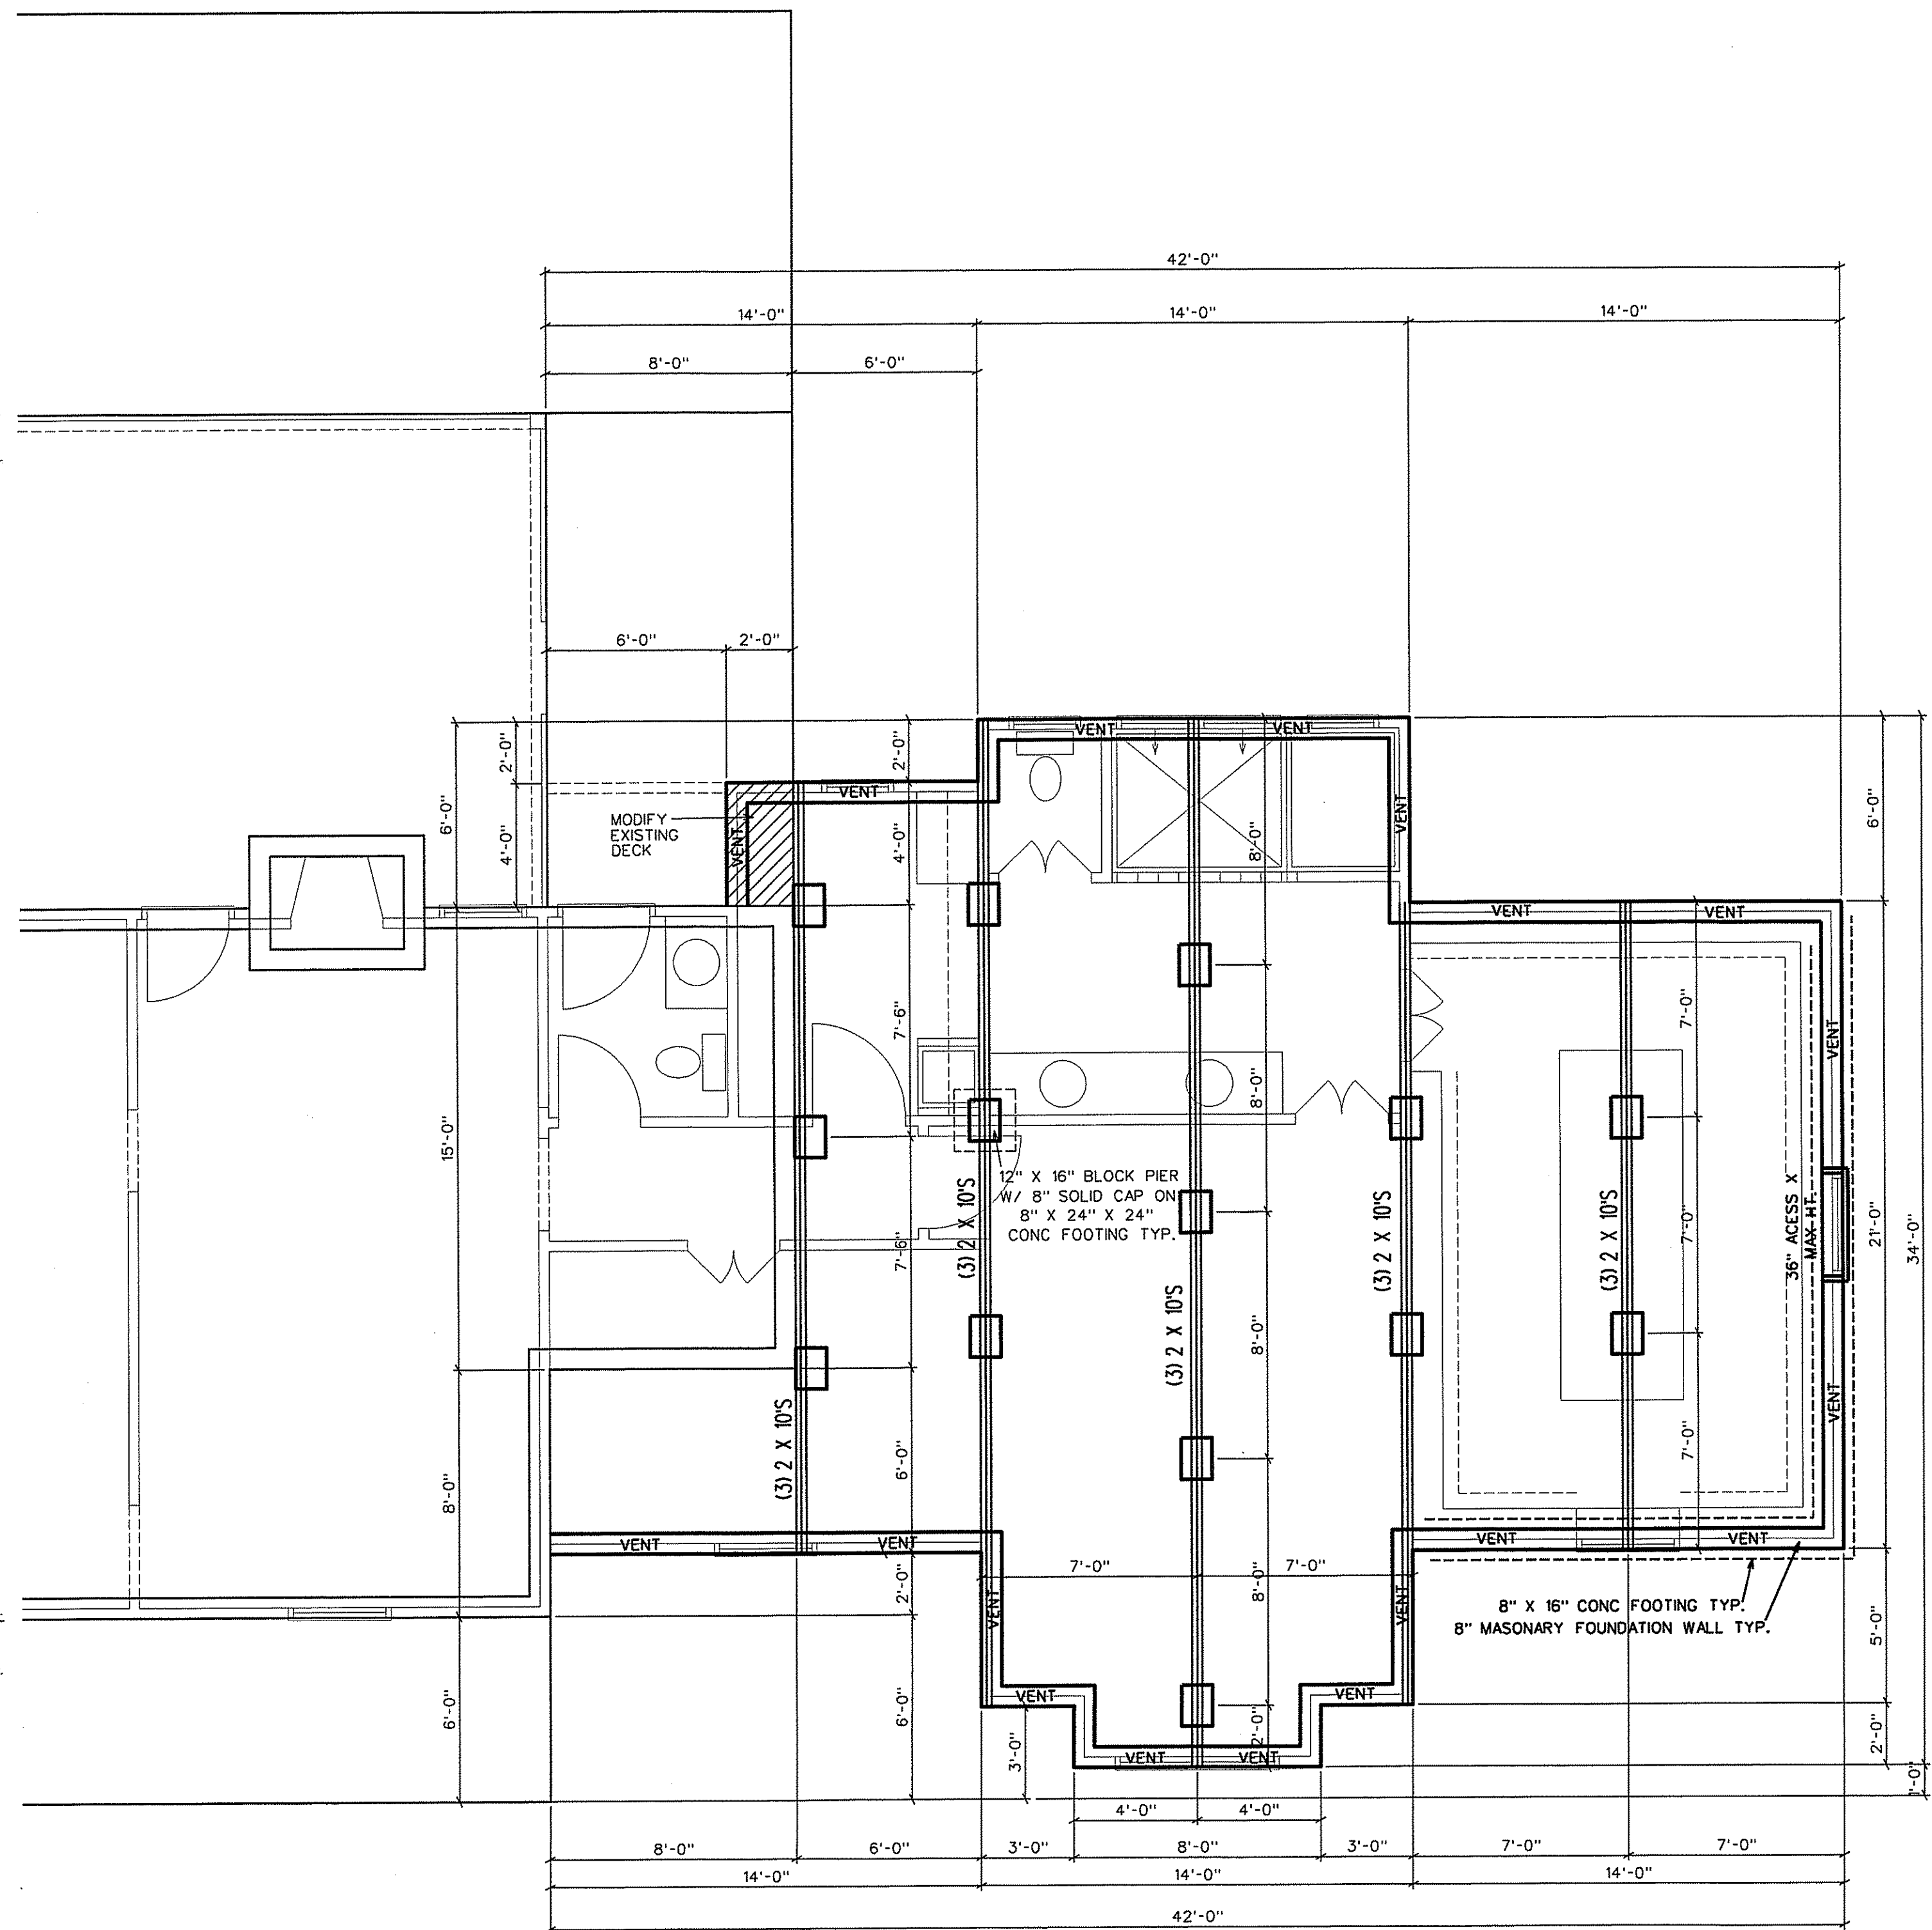 42'-0"
14'-0" 14'-0" 14'-0"
8'-0" 6'-0"
6'-0" 2'-0"
2'-0"
2'-0"
6'-0"
4'-0"
4'-0"
6'-0"
VENT VENT
VENT
VENT
VENT
MODIFY
EXISTING
DECK
8'-0"
VENT VENT
7'-6"
7'-0"
VENT
8'-0"
15'-0"
12" X 16" BLOCK PIER
W/ 8" SOLID CAP ON
8" X 24" X 24"
CONC FOOTING TYP.
(3) 2 X 10'S
(3) 2 X 10'S
(3) 2 X 10'S
(3) 2 X 10'S
(3) 2 X 10'S
7'-6"
7'-0"
36" ACESS X
MAX HT.
21'-0"
34'-0"
8'-0"
VENT
7'-0"
8'-0"
6'-0"
VENT VENT
VENT VENT
7'-0" 7'-0"
2'-0"
8'-0"
VENT
VENT
8" X 16" CONC FOOTING TYP.
8" MASONARY FOUNDATION WALL TYP.
5'-0"
6'-0"
6'-0"
VENT VENT
3'-0"
2'-0"
VENT VENT
2'-0"
1'-0"
4'-0" 4'-0"
8'-0" 6'-0" 3'-0" 8'-0" 3'-0" 7'-0" 7'-0"
14'-0" 14'-0" 14'-0"
42'-0"